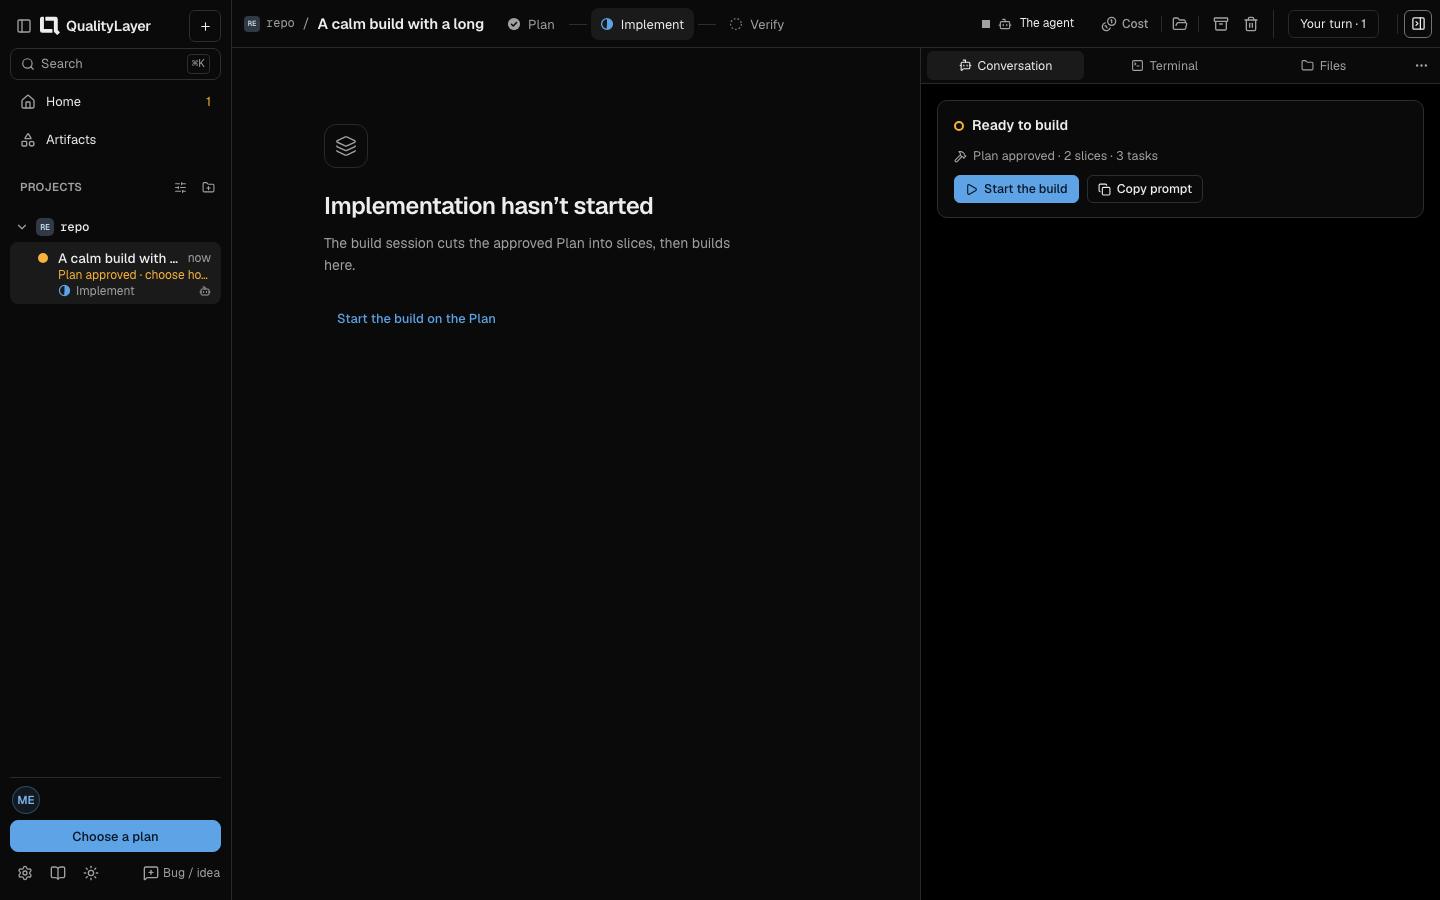 QualityLayer
Search
⌘K
Home
1
Artifacts
PROJECTS
RE repo
A calm build with ... now
Plan approved · choose ho...
Implement
ME
Choose a plan
Bug / idea
RE repo / A calm build with a long
Plan
Implement
Verify
The agent
Cost
Your turn · 1
Implementation hasn’t started
The build session cuts the approved Plan into slices, then builds
here.
Start the build on the Plan
Conversation
Terminal
Files
Ready to build
Plan approved · 2 slices · 3 tasks
Start the build
Copy prompt